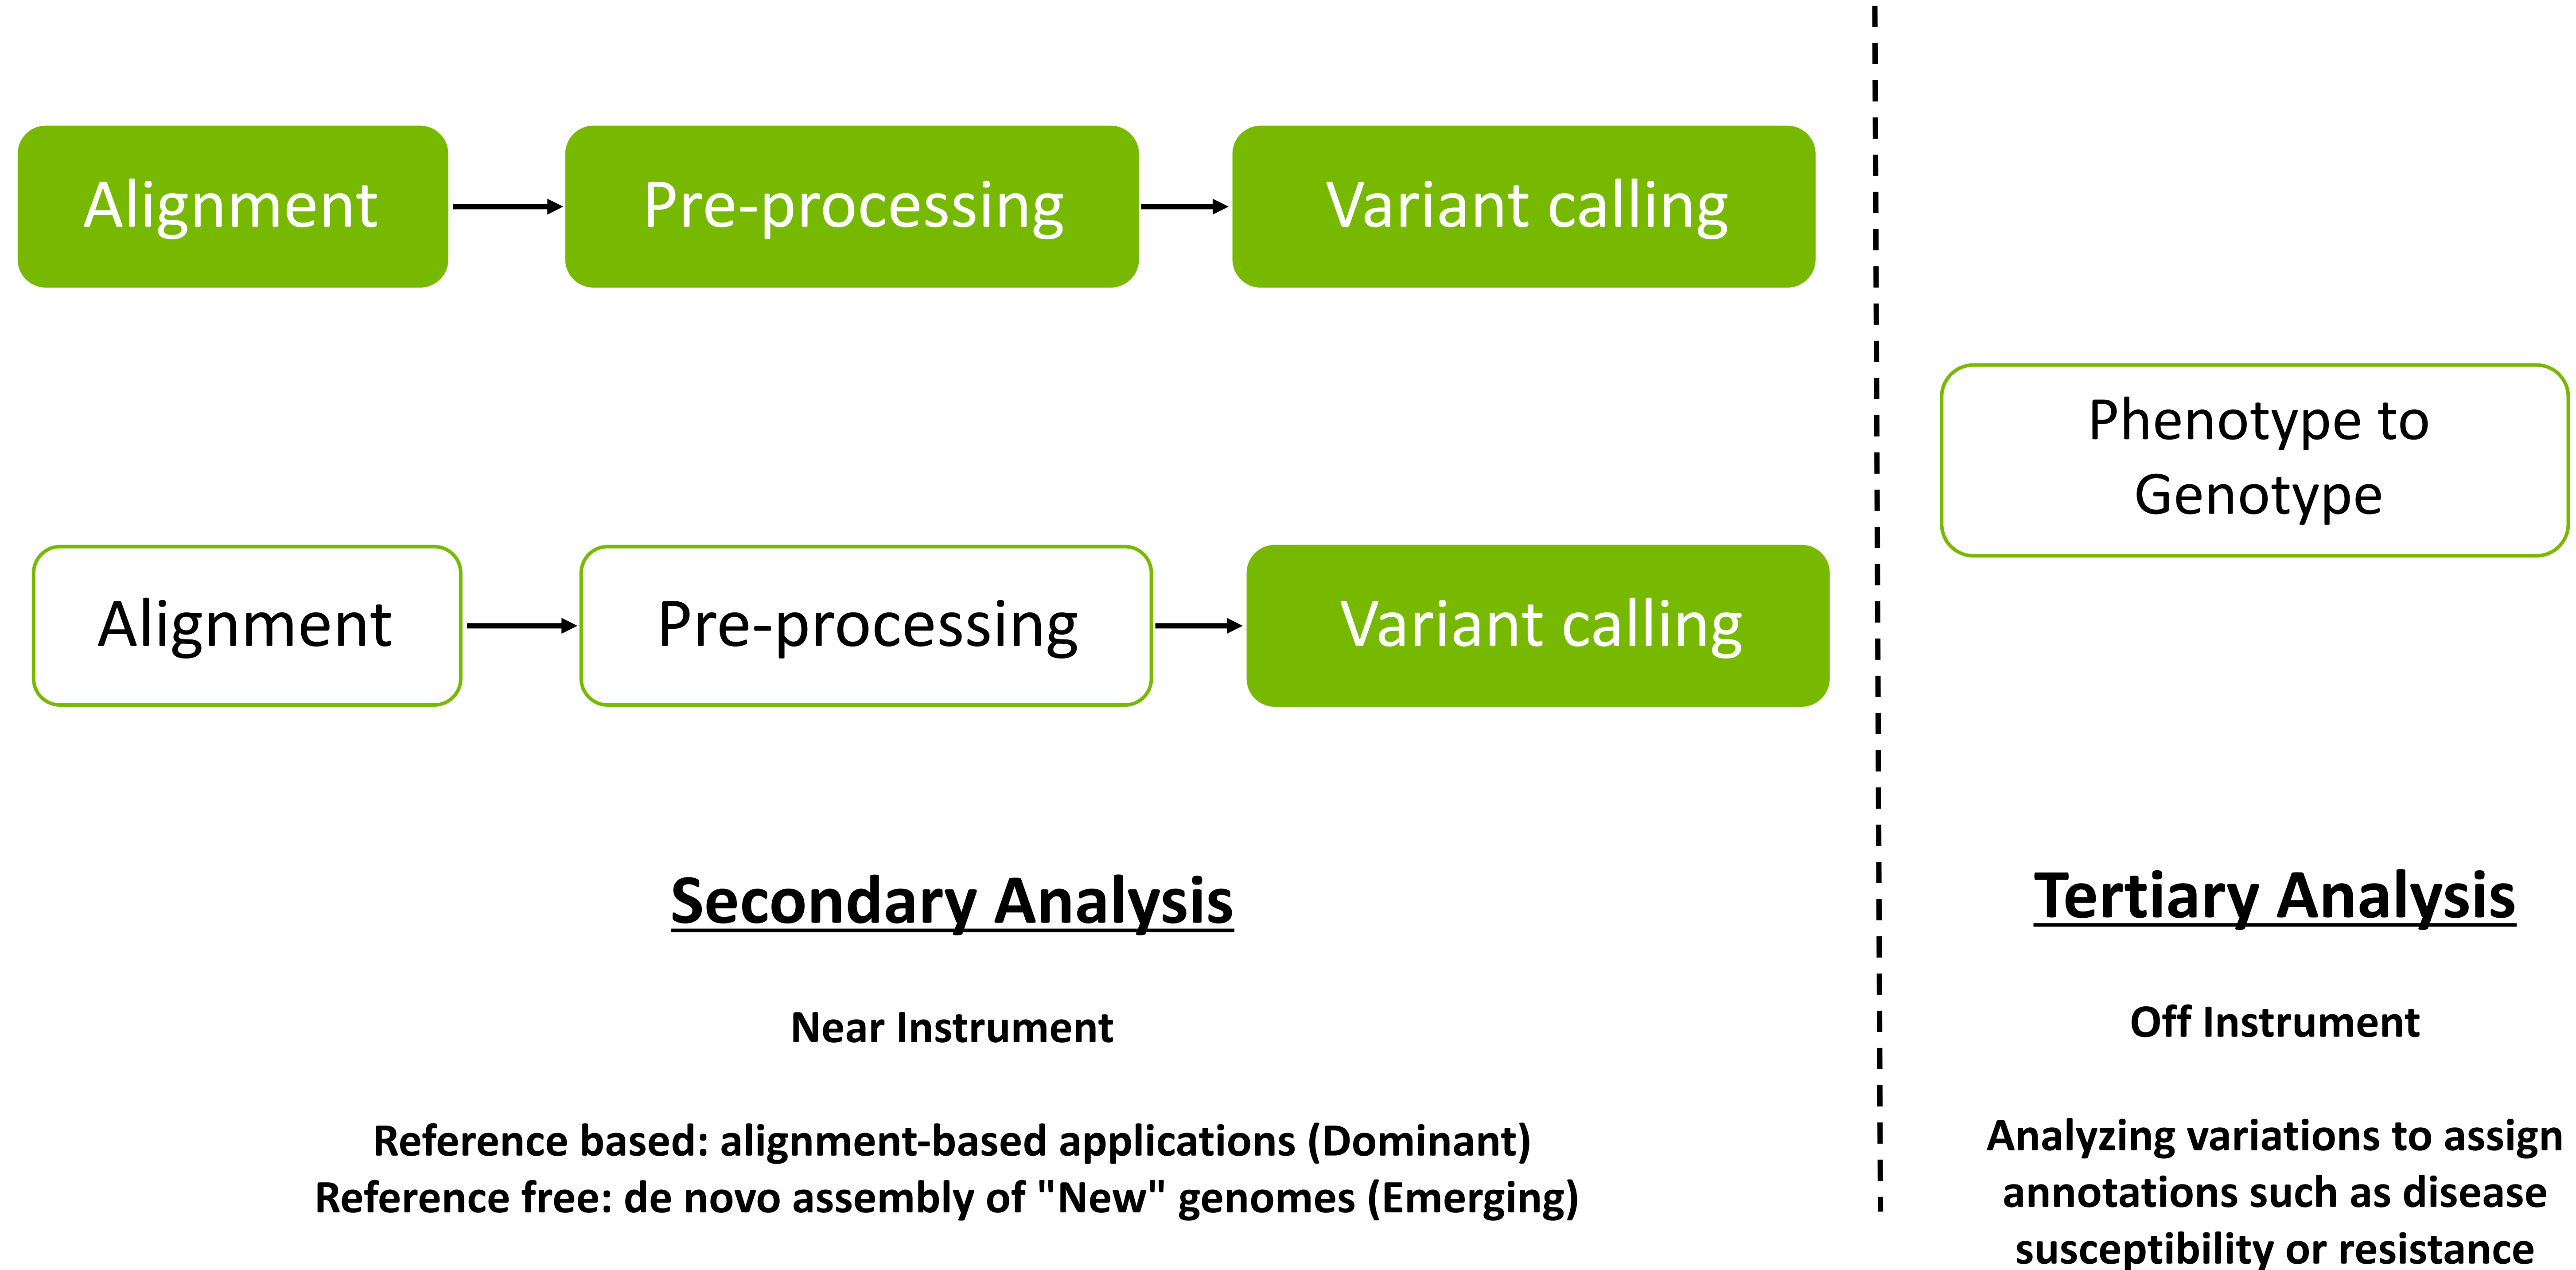 Alignment
Pre-processing
Variant calling
Alignment
Pre-processing
Variant calling
Phenotype to
Genotype
Secondary Analysis
Near Instrument
Reference based: alignment-based applications (Dominant)
Reference free: de novo assembly of "New" genomes (Emerging)
Tertiary Analysis
Off Instrument
Analyzing variations to assign
annotations such as disease
susceptibility or resistance